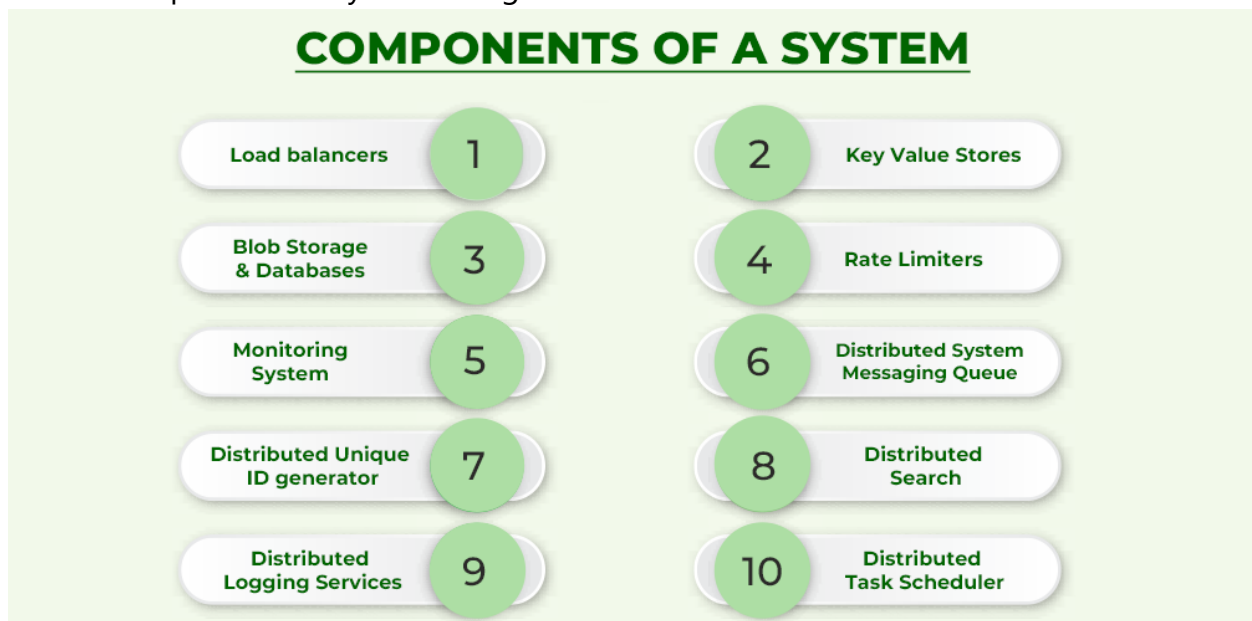 COMPONENTS OF A SYSTEM
Load balancers 1
2 Key Value Stores
Blob Storage
& Databases 3
4 Rate Limiters
Monitoring
System 5
6 Distributed System
Messaging Queue
Distributed Unique
ID generator 7
8 Distributed
Search
Distributed
Logging Services 9
10 Distributed
Task Scheduler